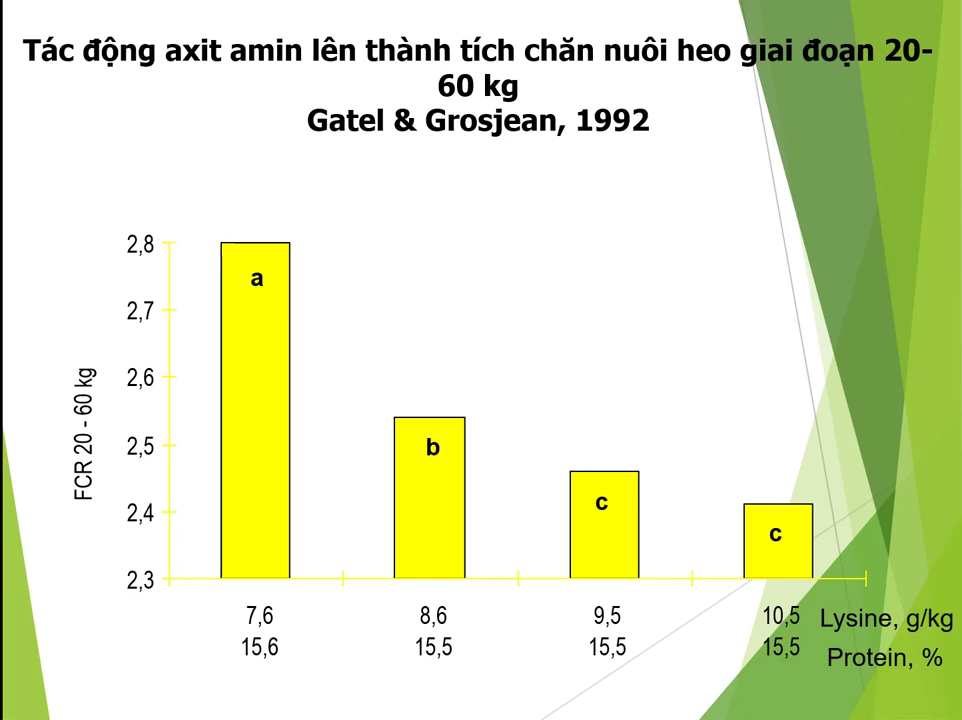 Tác động axit amin lên thành tích chăn nuôi heo giai đoạn 20-
60 kg
Gatel & Grosjean, 1992
2,8
a
2,7
2,6
FCR 20 - 60 kg
2,5
b
2,4
c
c
2,3
7,6 8,6 9,5 10,5 Lysine, g/kg
15,6 15,5 15,5 15,5 Protein, %